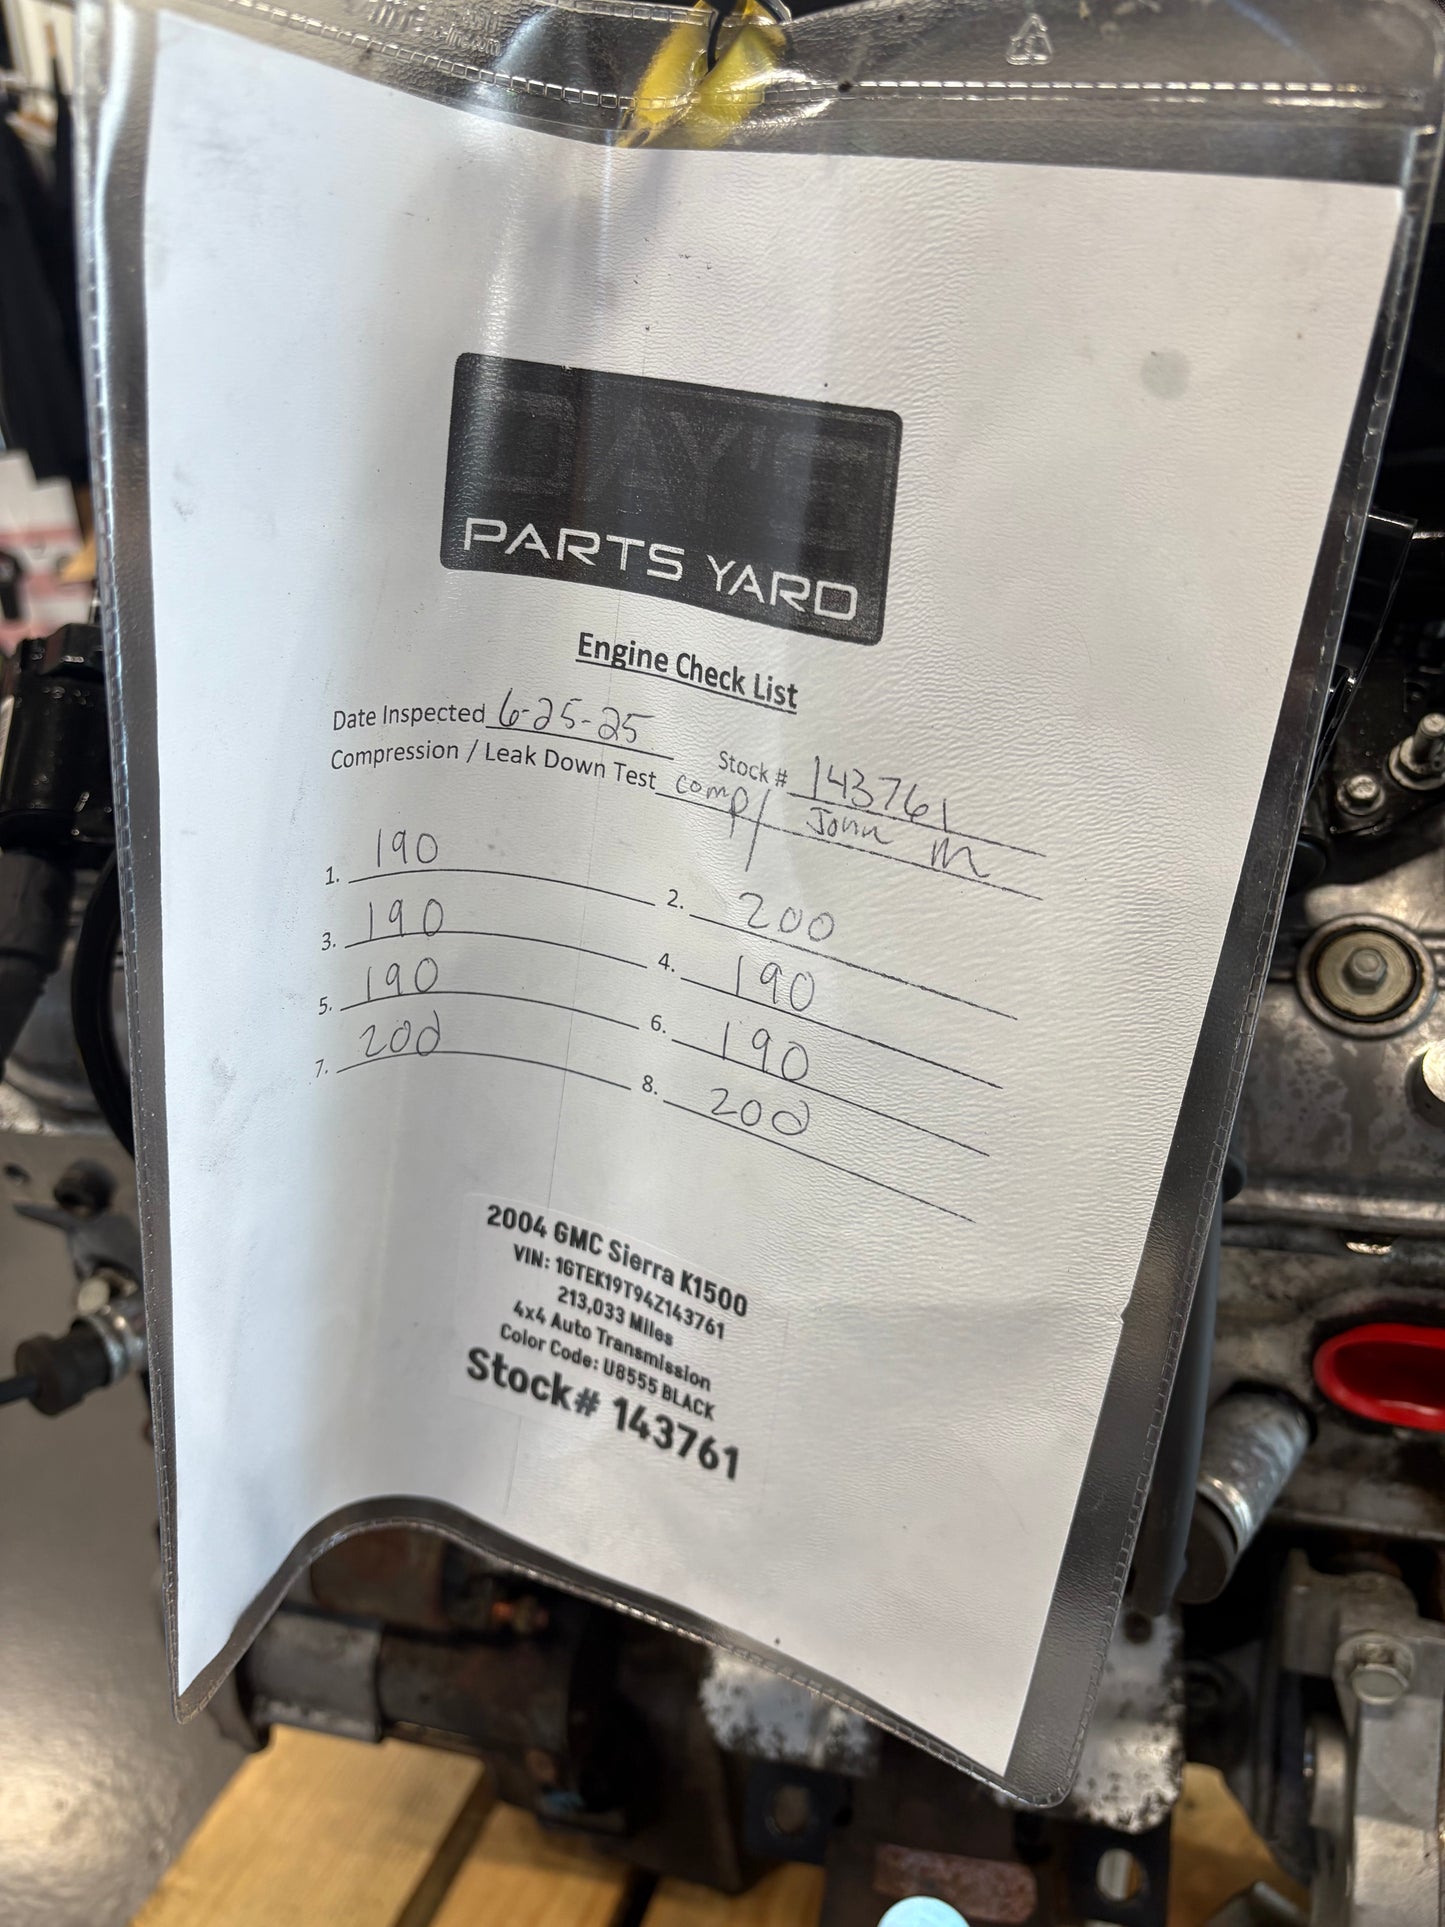 DAY'S
PARTS YARD
Engine Check List
Date Inspected 6-25-25 Stock # 143761
Compression / Leak Down Test comp / John M
1. 190 2. 200
3. 190 4. 190
5. 190 6. 190
7. 200 8. 200
2004 GMC Sierra K1500
VIN: 1GTEK19T94Z143761
213,033 Miles
4x4 Auto Transmission
Color Code: U8555 BLACK
Stock# 143761